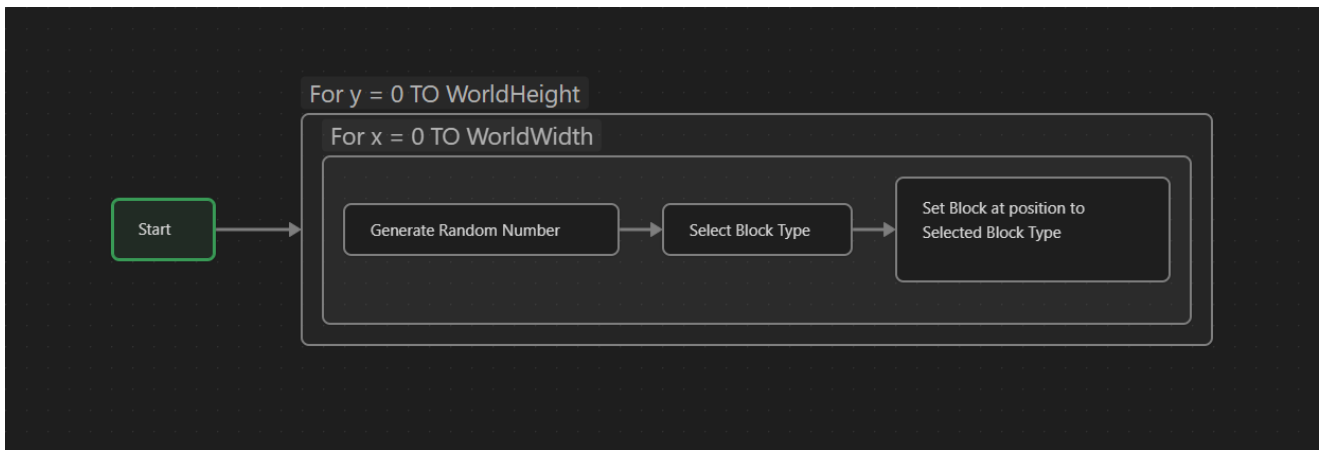 For y = 0 TO WorldHeight
For x = 0 TO WorldWidth
Start
Generate Random Number
Select Block Type
Set Block at position to
Selected Block Type